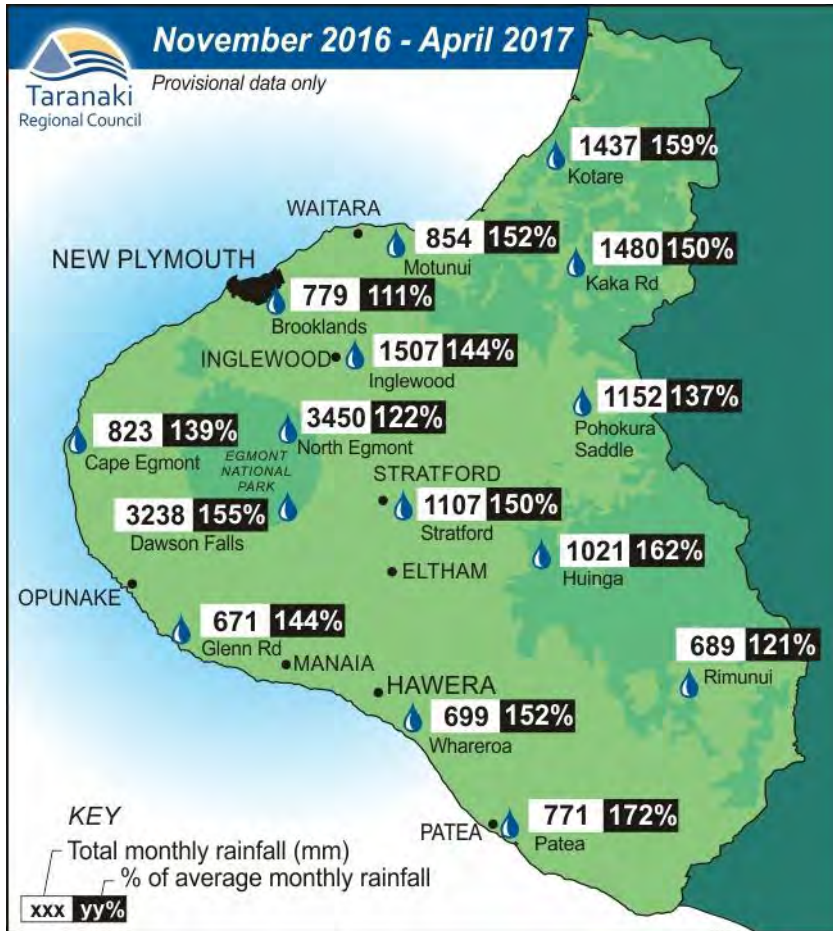 November 2016 - April 2017
Taranaki
Regional Council
Provisional data only
1437 159%
Kotare
WAITARA
854 152%
Motunui
1480 150%
Kaka Rd
NEW PLYMOUTH
779 111%
Brooklands
INGLEWOOD
1507 144%
Inglewood
1152 137%
Pohokura
Saddle
823 139%
Cape Egmont
3450 122%
North Egmont
EGMONT
NATIONAL
PARK
STRATFORD
1107 150%
Stratford
3238 155%
Dawson Falls
1021 162%
Huinga
ELTHAM
OPUNAKE
671 144%
Glenn Rd
MANAIA
689 121%
Rimunui
HAWERA
699 152%
Whareroa
771 172%
PATEA
Patea
KEY
Total monthly rainfall (mm)
% of average monthly rainfall
xxx yy%